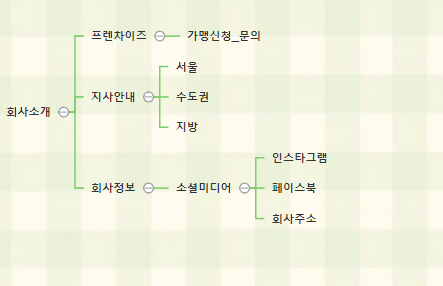 프렌차이즈
가맹신청_문의
서울
지사안내
수도권
회사소개
지방
회사정보
소셜미디어
인스타그램
페이스북
회사주소